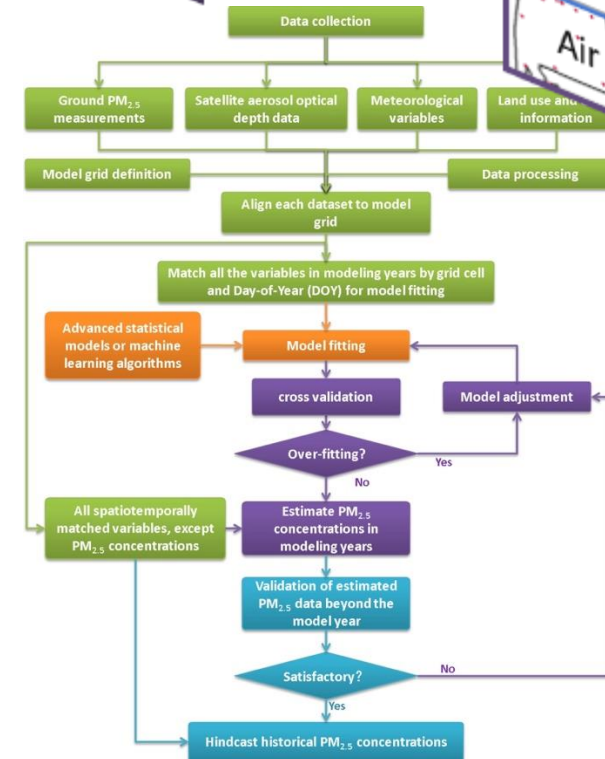 Data collection
Air
Ground PM2.5
measurements
Satellite aerosol optical
depth data
Meteorological
variables
Land use and
information
Model grid definition
Data processing
Align each dataset to model
grid
Match all the variables in modeling years by grid cell
and Day-of-Year (DOY) for model fitting
Advanced statistical
models or machine
learning algorithms
Model fitting
cross validation
Model adjustment
Over-fitting?
Yes
No
All spatiotemporally
matched variables, except
PM2.5 concentrations
Estimate PM2.5
concentrations in
modeling years
Validation of estimated
PM2.5 data beyond the
model year
Satisfactory?
No
Yes
Hindcast historical PM2.5 concentrations